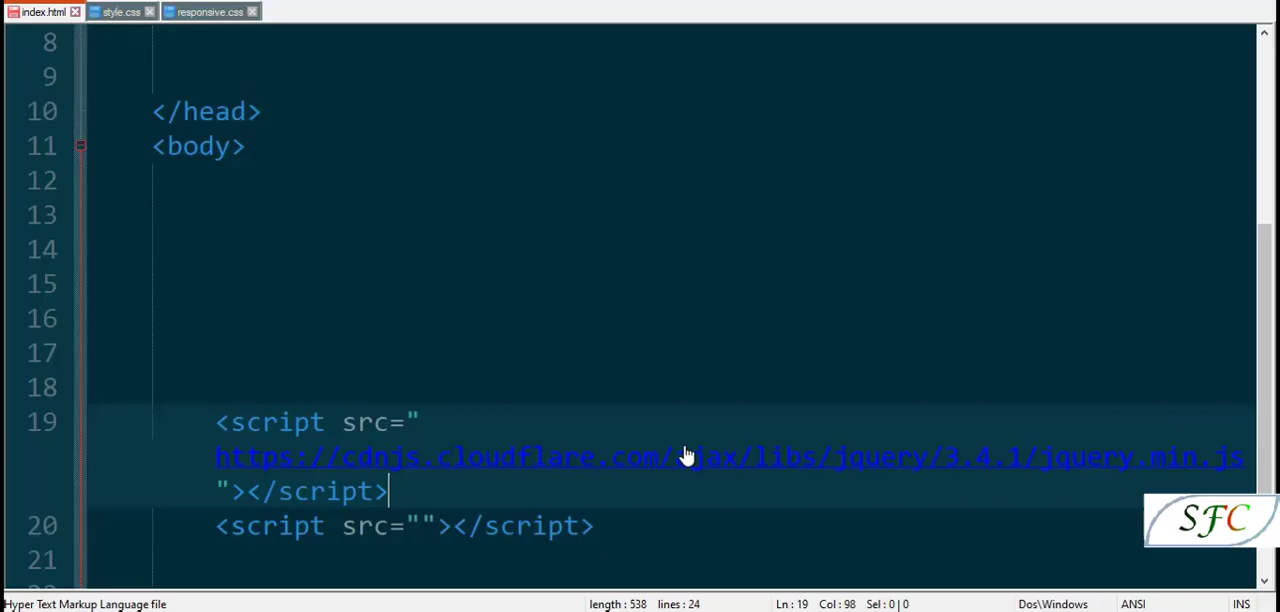 index.html style.css responsive.css
8
9
10 </head>
11 <body>
12
13
14
15
16
17
18
19 <script src="
https://cdnjs.cloudflare.com/ajax/libs/jquery/3.4.1/jquery.min.js
"></script>
20 <script src=""></script>
21
SFC
Hyper Text Markup Language file length : 538 lines : 24 Ln : 19 Col : 98 Sel : 0 | 0 Dos\Windows ANSI INS